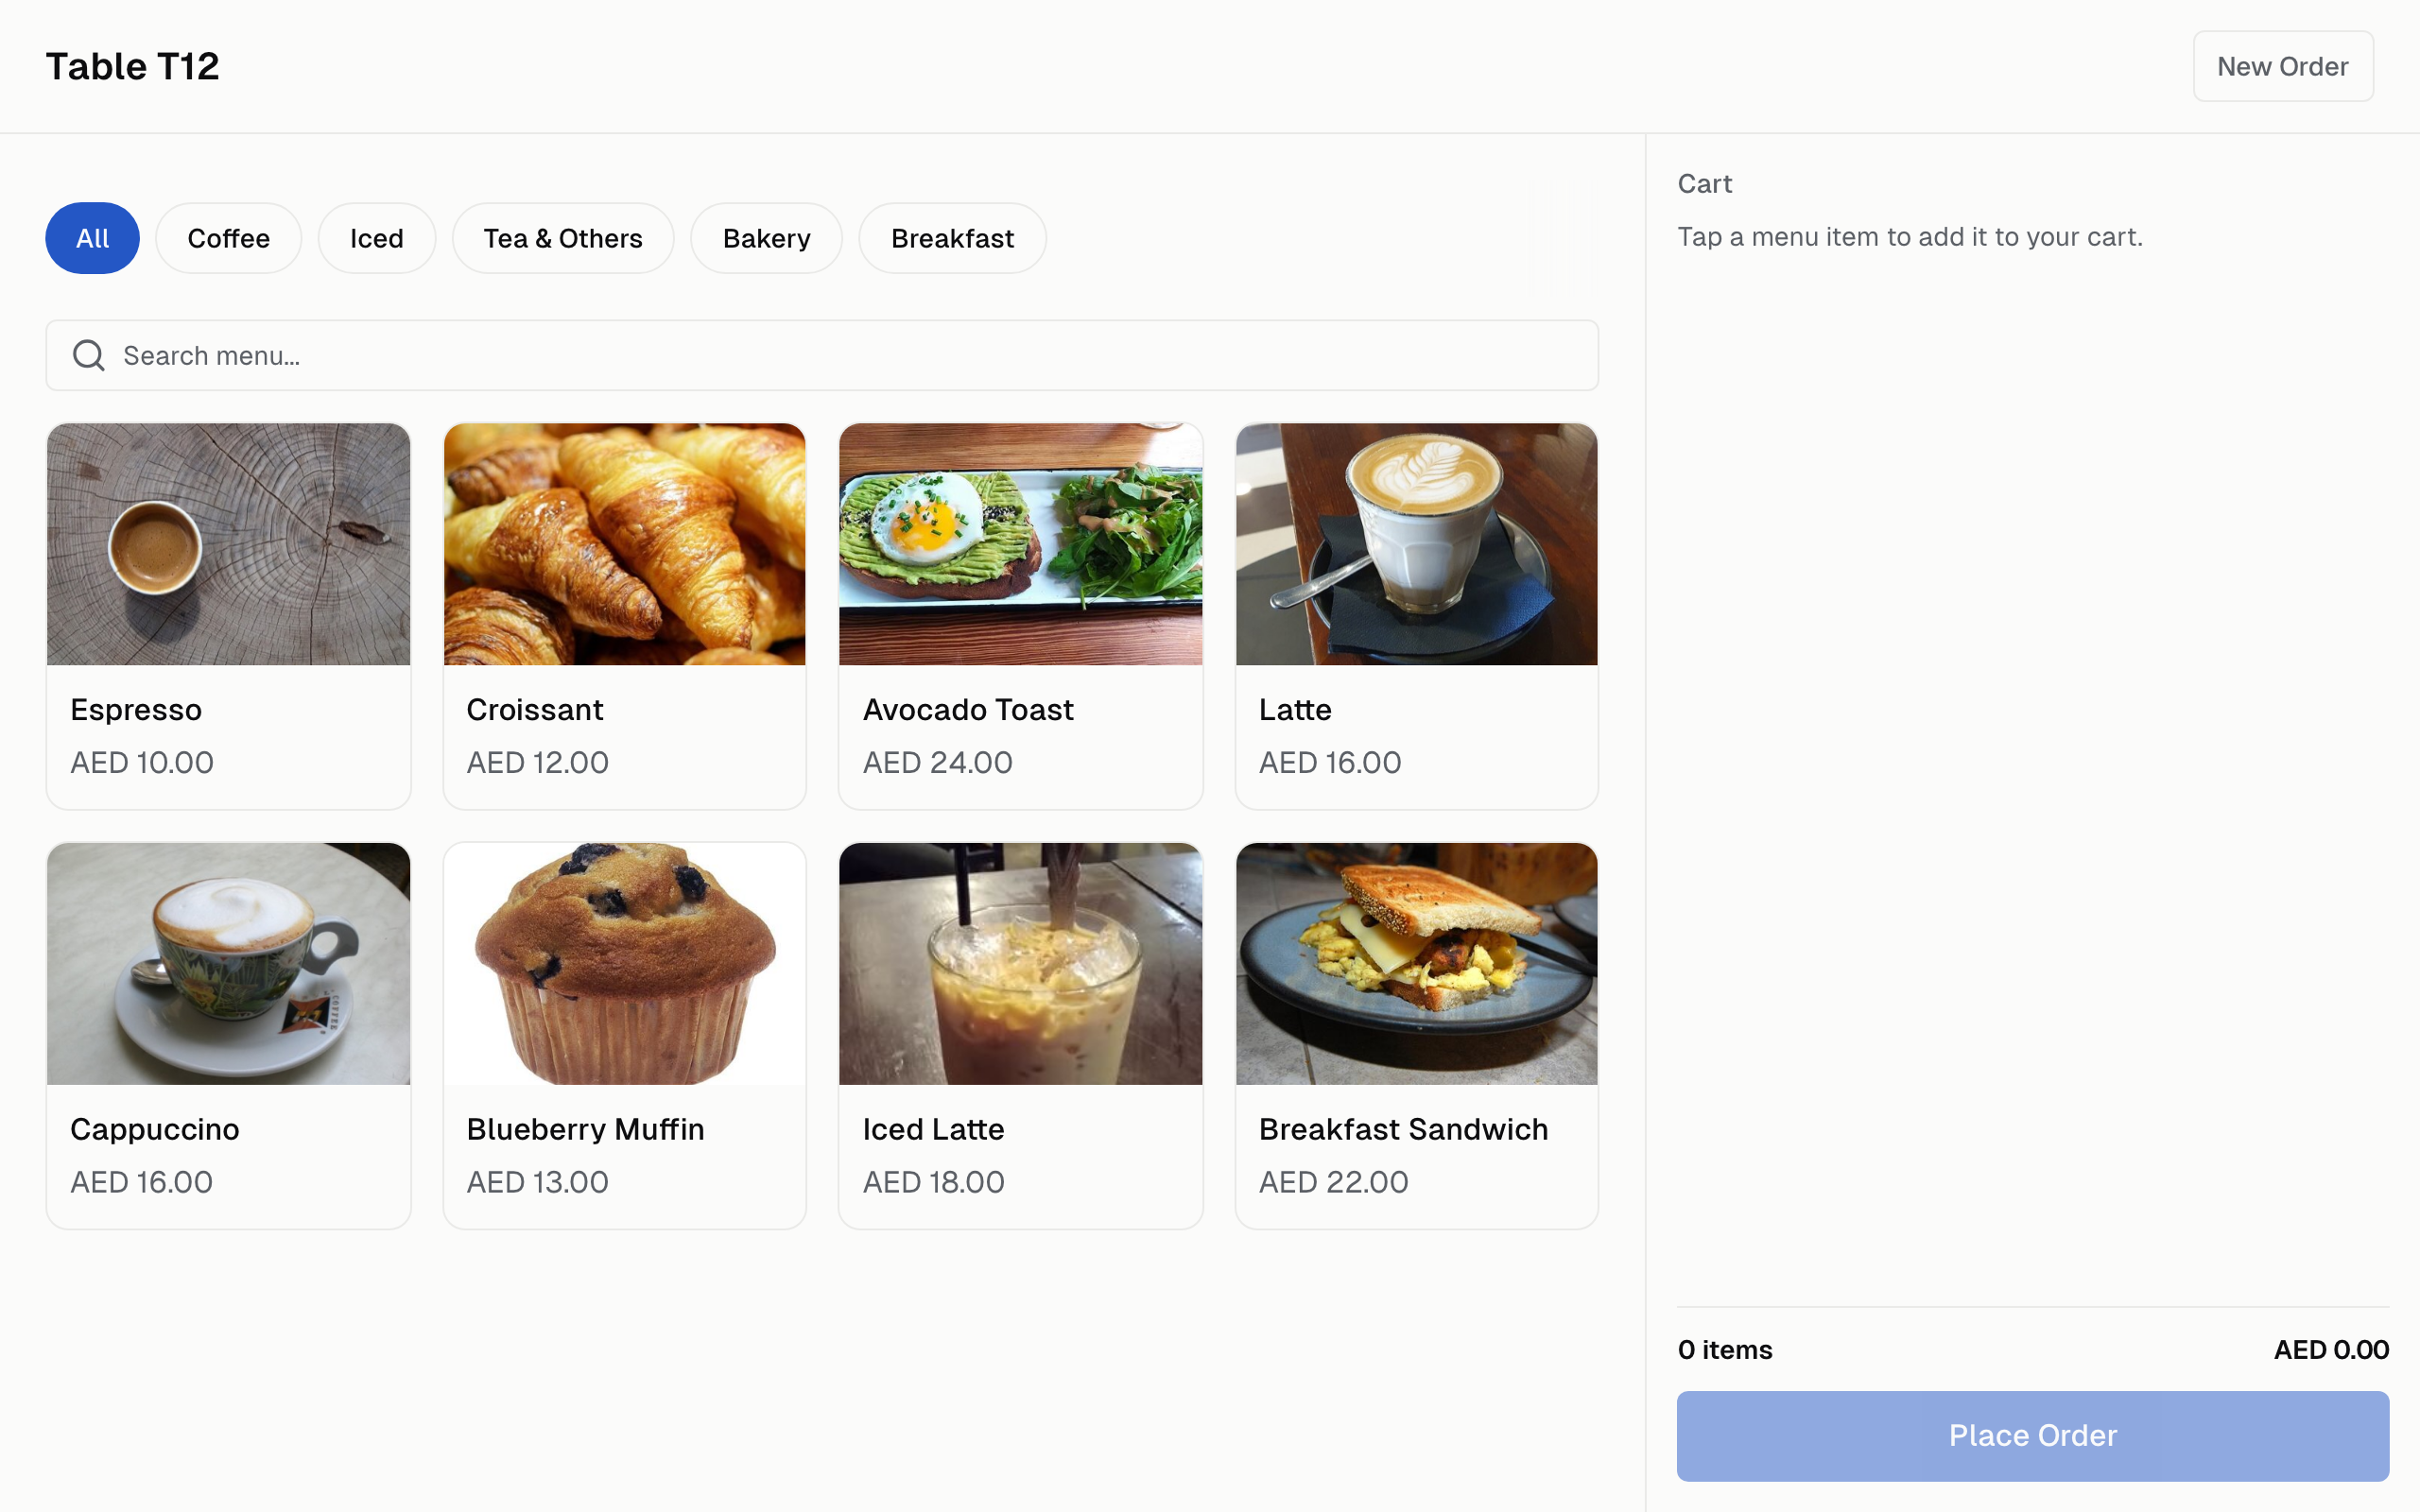 Table T12
New Order
All
Coffee
Iced
Tea & Others
Bakery
Breakfast
Search menu...
Espresso
AED 10.00
Croissant
AED 12.00
Avocado Toast
AED 24.00
Latte
AED 16.00
Cappuccino
AED 16.00
Blueberry Muffin
AED 13.00
Iced Latte
AED 18.00
Breakfast Sandwich
AED 22.00
Cart
Tap a menu item to add it to your cart.
0 items
AED 0.00
Place Order